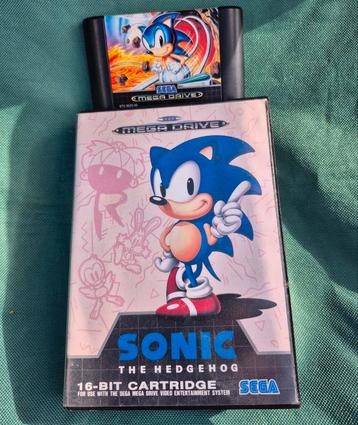 SEGA
MEGA DRIVE
SEGA
MEGA DRIVE
SONIC
THE HEDGEHOG
16-BIT CARTRIDGE
FOR USE WITH THE SEGA MEGA DRIVE VIDEO ENTERTAINMENT SYSTEM
SEGA